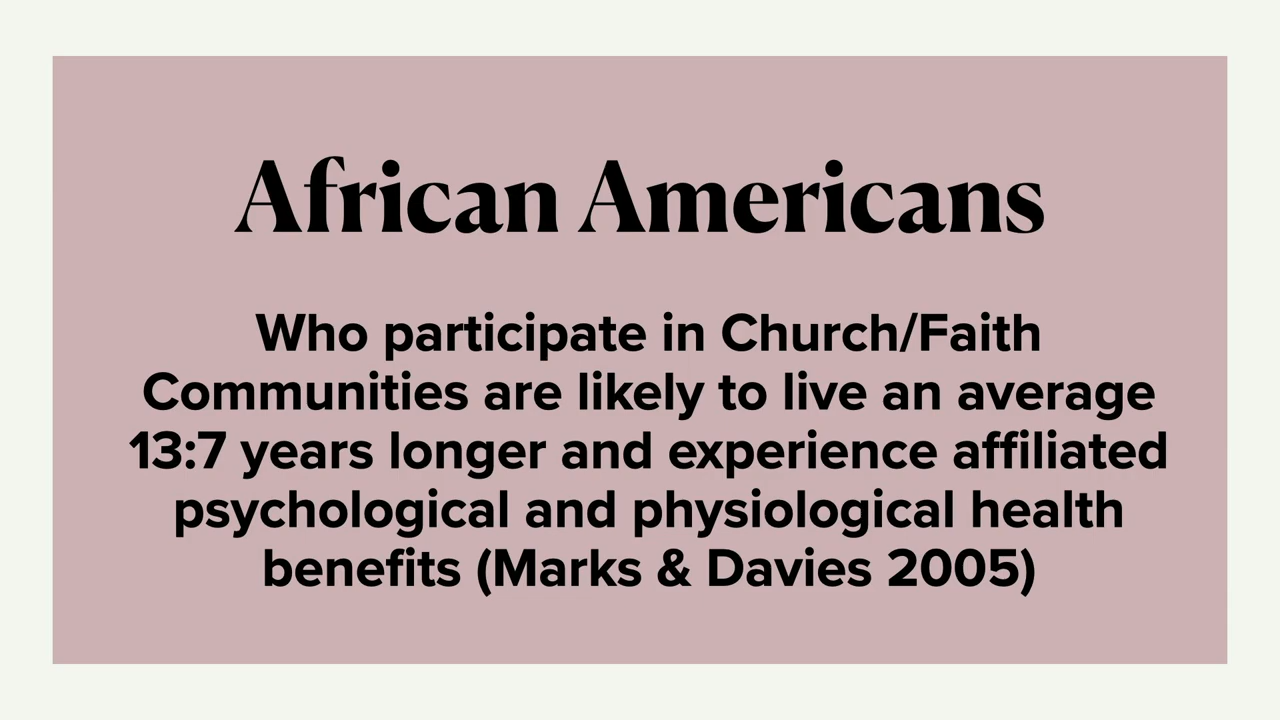 African Americans
Who participate in Church/Faith
Communities are likely to live an average
13:7 years longer and experience affiliated
psychological and physiological health
benefits (Marks & Davies 2005)